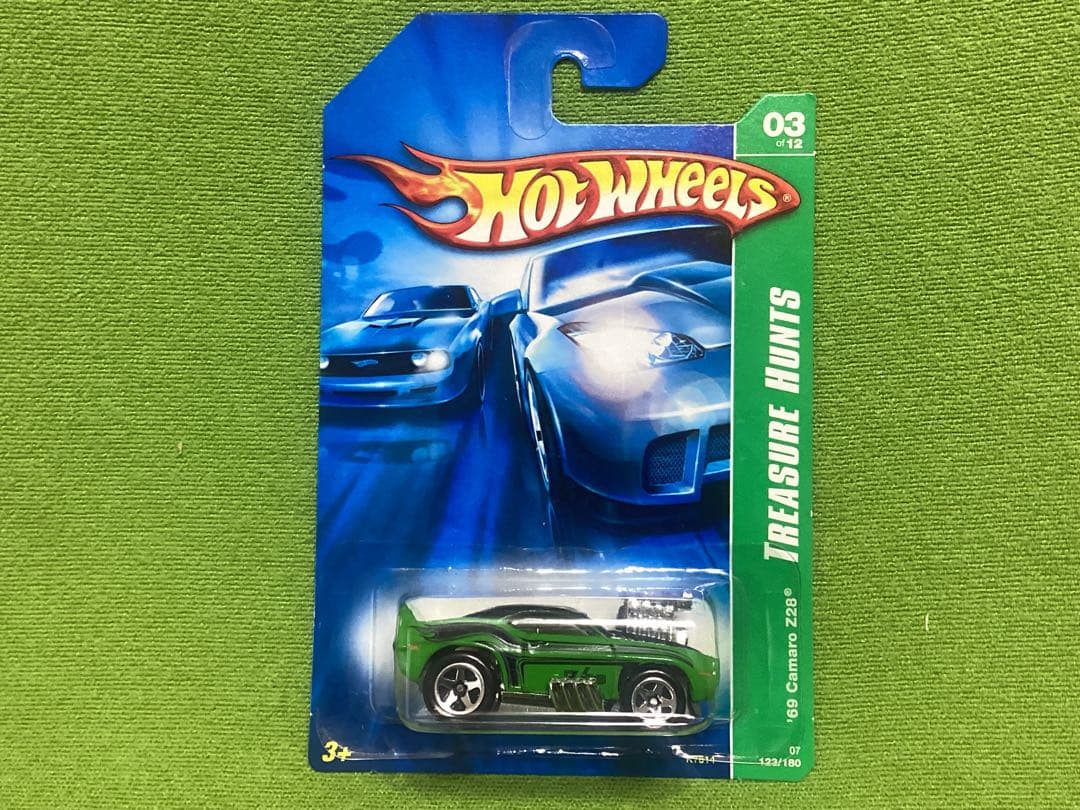 03
of 12
HOT WHEELS®
TREASURE HUNTS
'69 Camaro Z28®
3+
07
123/180